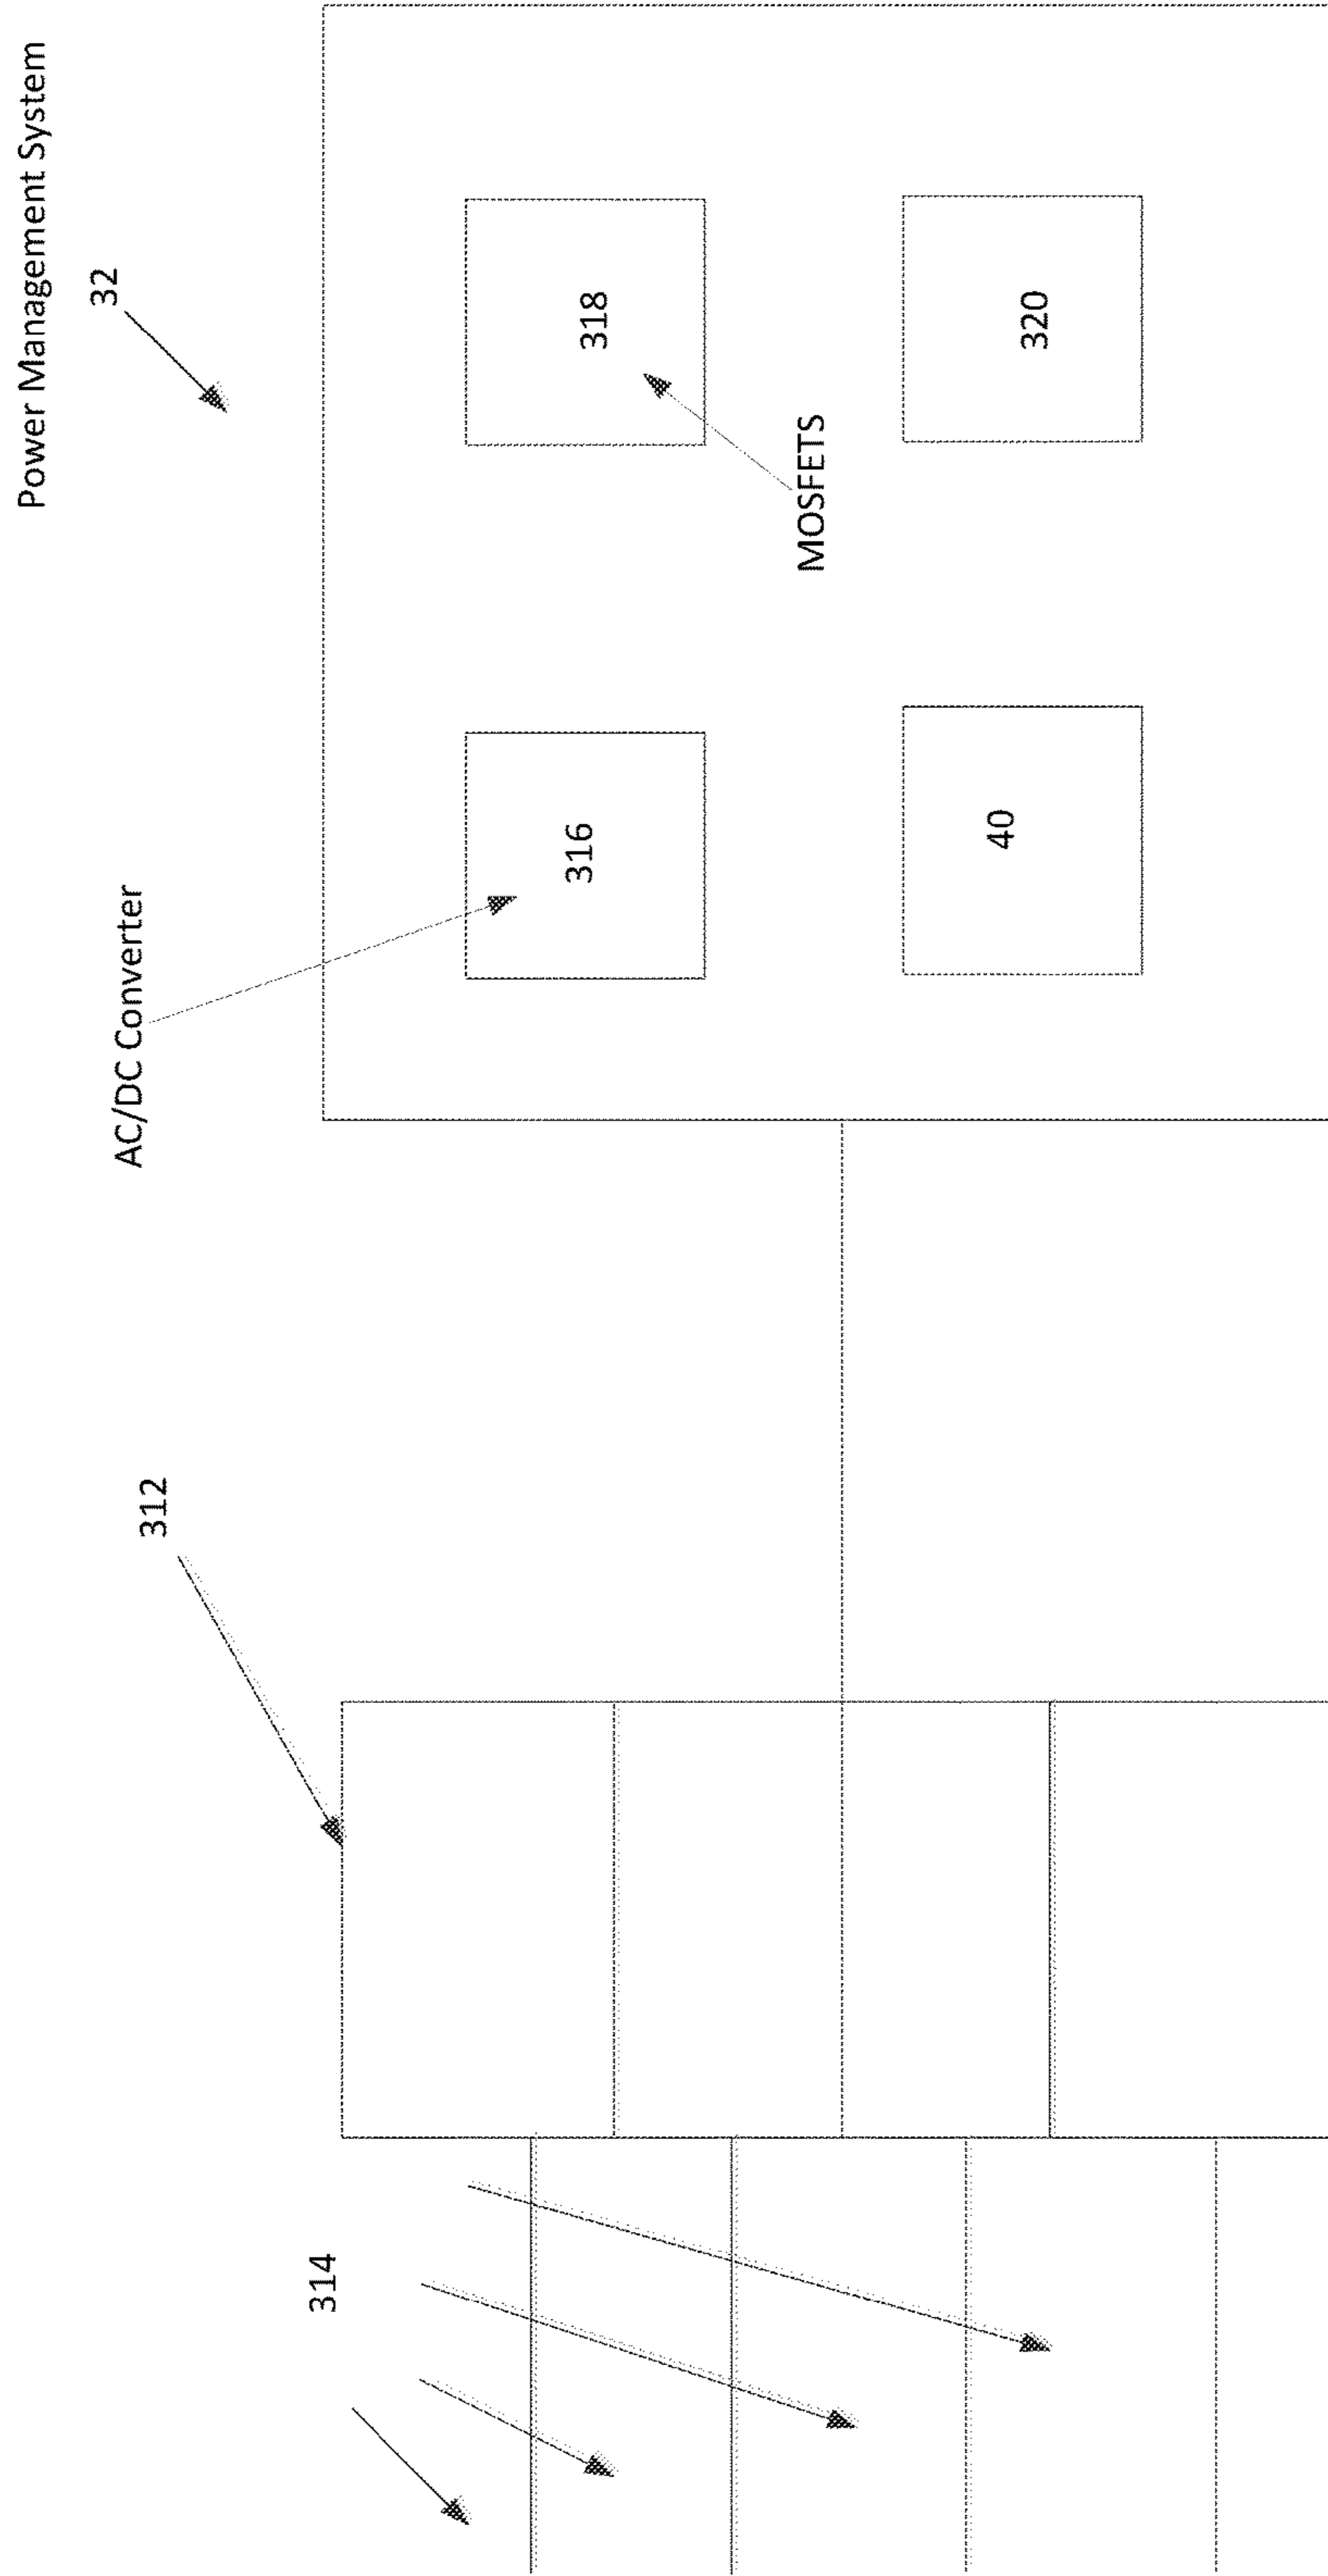 Power Management System
32
AC/DC Converter
312
314
316
318
MOSFETS
40
320